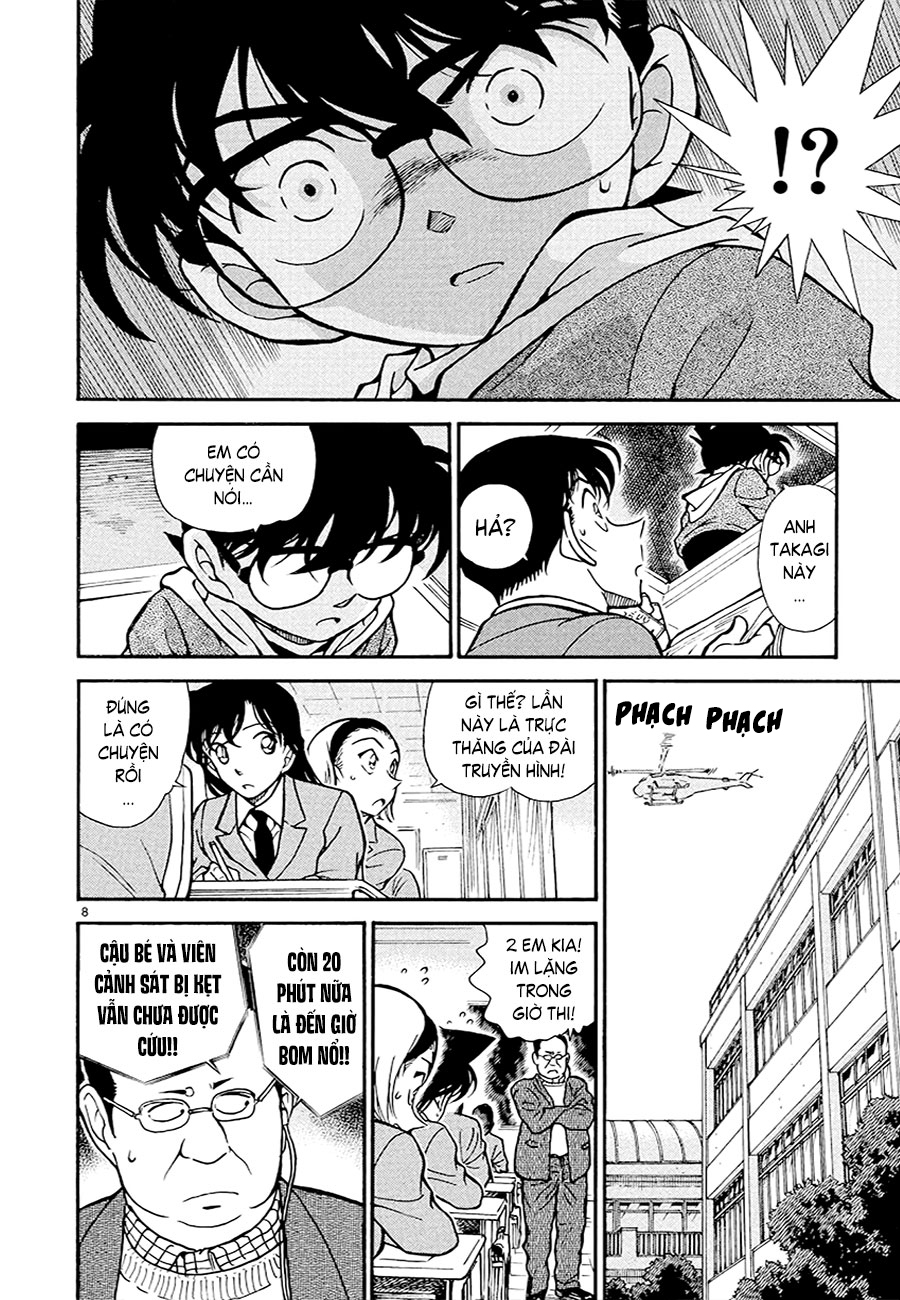 !?
ANH
TAKAGI
NÀY
...
HẢ?
EM CÓ
CHUYỆN CẦN
NÓI...
PHẠCH PHẠCH
GÌ THẾ? LẦN
NÀY LÀ TRỰC
THĂNG CỦA ĐÀI
TRUYỀN HÌNH!
ĐÚNG
LÀ CÓ
CHUYỆN
RỒI
...
2 EM KIA!
IM LẶNG
TRONG
GIỜ THI!
CÒN 20
PHÚT NỮA
LÀ ĐẾN GIỜ
BOM NỔ!!
CẬU BÉ VÀ VIÊN
CẢNH SÁT BỊ KẸT
VẪN CHƯA ĐƯỢC
CỨU!!
8